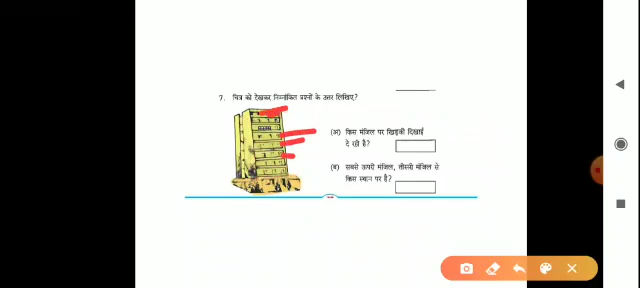 7. चित्र को देखकर निम्नांकित प्रश्नों के उत्तर लिखिए?
(अ) किस मंजिल पर खिड़की दिखाई
दे रही है?
(ब) सबसे ऊपरी मंजिल, तीसरी मंजिल से
किस स्थान पर है?